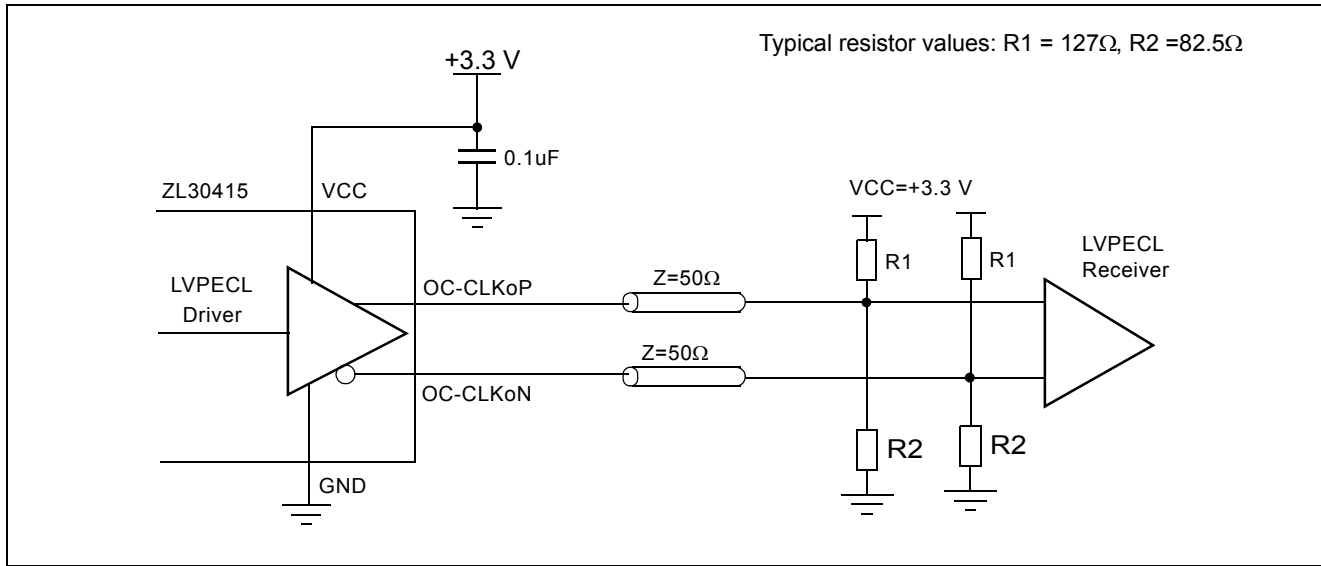 Typical resistor values: R1 = 127Ω, R2 =82.5Ω
+3.3 V
0.1uF
ZL30415
VCC
VCC=+3.3 V
LVPECL
Driver
OC-CLKoP
Z=50Ω
R1
R1
LVPECL
Receiver
Z=50Ω
OC-CLKoN
R2
R2
GND